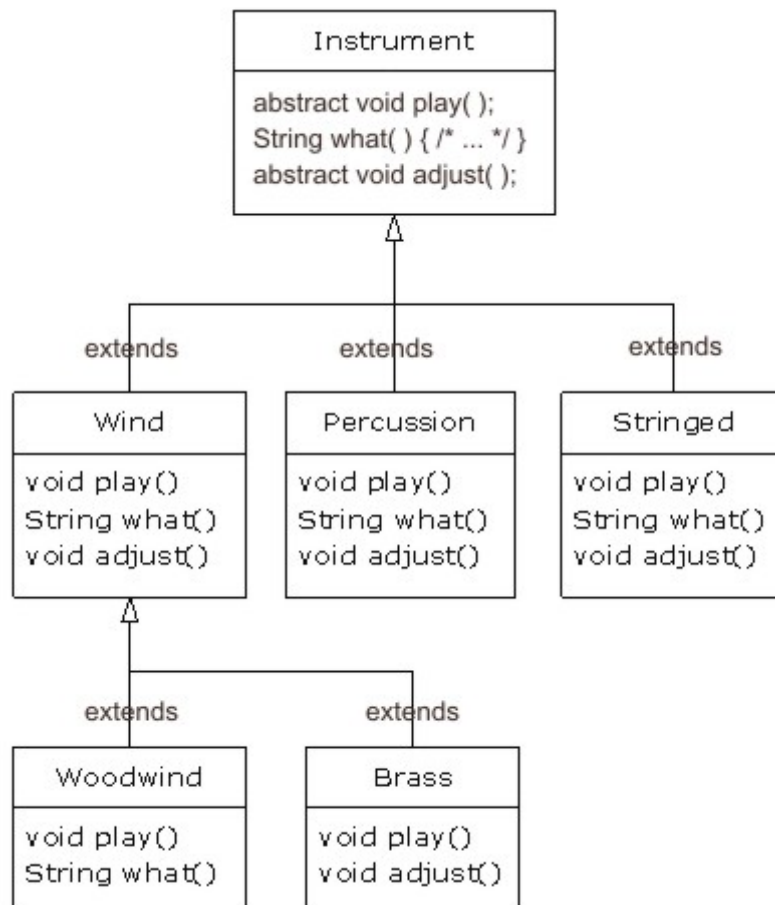 Instrument
abstract void play( );
String what( ) { /* ... */ }
abstract void adjust( );
extends
extends
extends
Wind
void play()
String what()
void adjust()
Percussion
void play()
String what()
void adjust()
Stringed
void play()
String what()
void adjust()
extends
extends
Woodwind
void play()
String what()
Brass
void play()
void adjust()